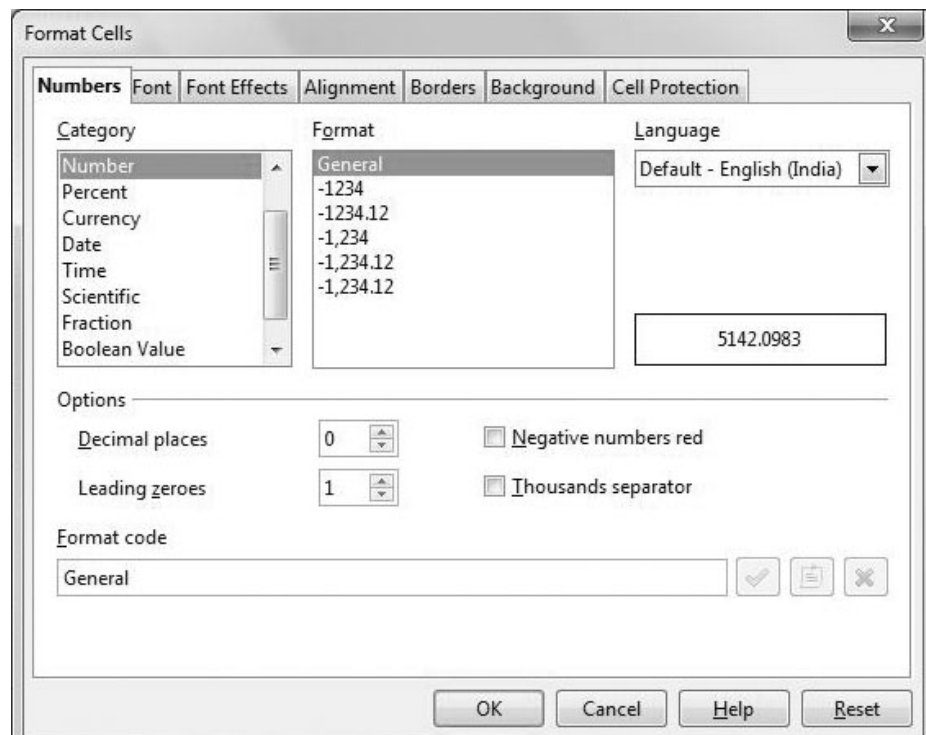 Format Cells
X
Numbers Font Font Effects Alignment Borders Background Cell Protection
Category
Number
Percent
Currency
Date
Time
Scientific
Fraction
Boolean Value
Format
General
-1234
-1234.12
-1,234
-1,234.12
-1,234.12
Language
Default - English (India)
5142.0983
Options
Decimal places 0
Negative numbers red
Leading zeroes 1
Thousands separator
Format code
General
OK Cancel Help Reset